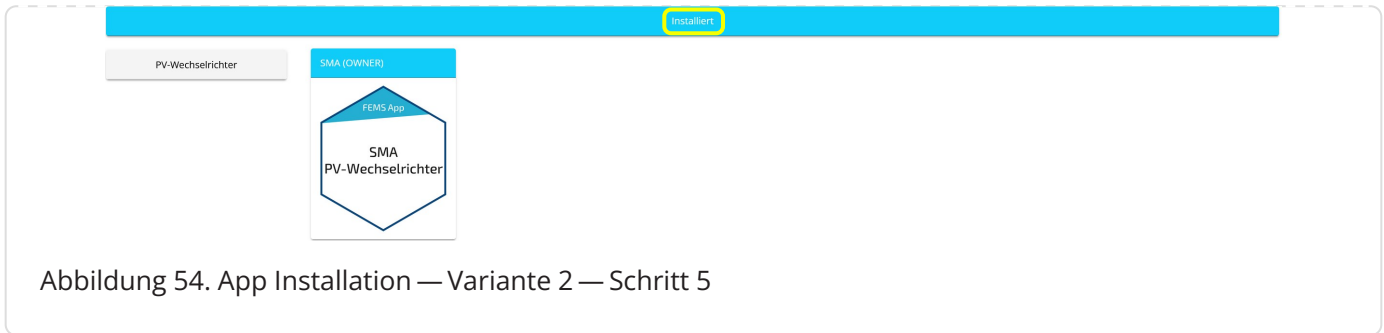 Installiert
PV-Wechselrichter
SMA (OWNER)
FEMS App
SMA
PV-Wechselrichter
Abbildung 54. App Installation — Variante 2 — Schritt 5